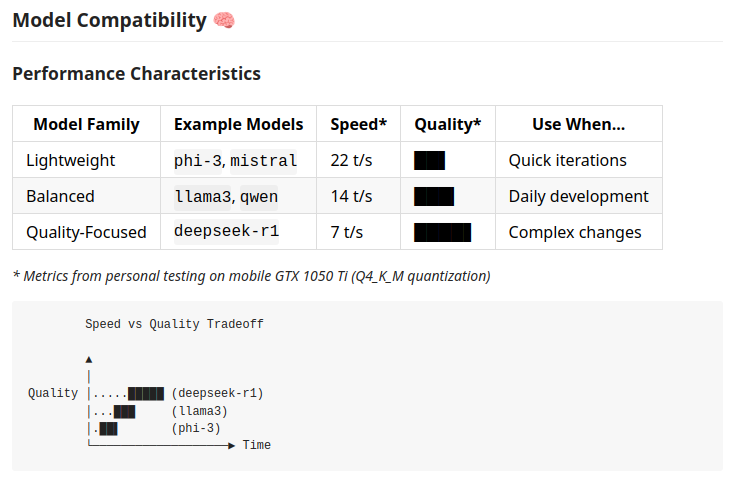 Model Compatibility 🧠
Performance Characteristics
Model Family Example Models Speed* Quality* Use When...
Lightweight phi-3, mistral 22 t/s ███ Quick iterations
Balanced llama3, qwen 14 t/s ████ Daily development
Quality-Focused deepseek-r1 7 t/s ██████ Complex changes
* Metrics from personal testing on mobile GTX 1050 Ti (Q4_K_M quantization)
Speed vs Quality Tradeoff
▲
│
Quality │.....█████ (deepseek-r1)
│...███ (llama3)
│.██▌ (phi-3)
└────────────────────▶ Time